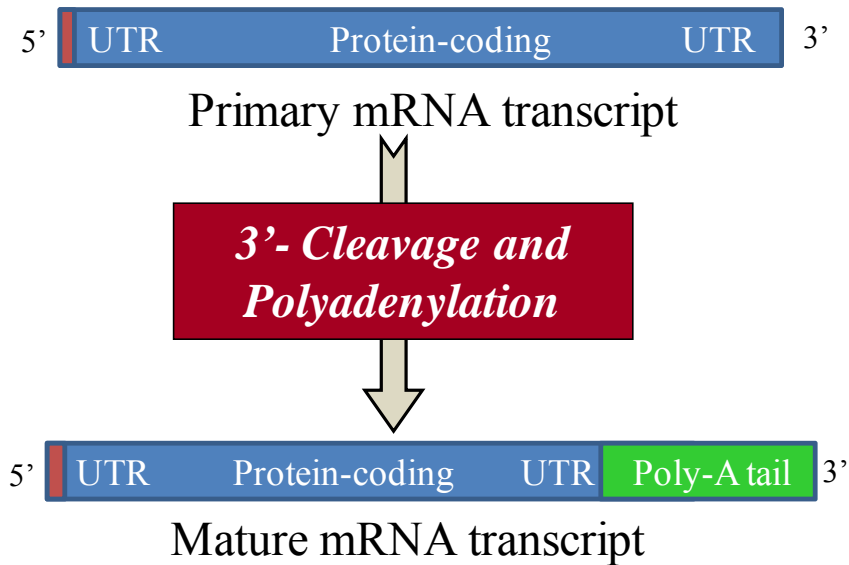 5’ UTR Protein-coding UTR 3’
Primary mRNA transcript
3’- Cleavage and
Polyadenylation
5’ UTR Protein-coding UTR Poly-A tail 3’
Mature mRNA transcript